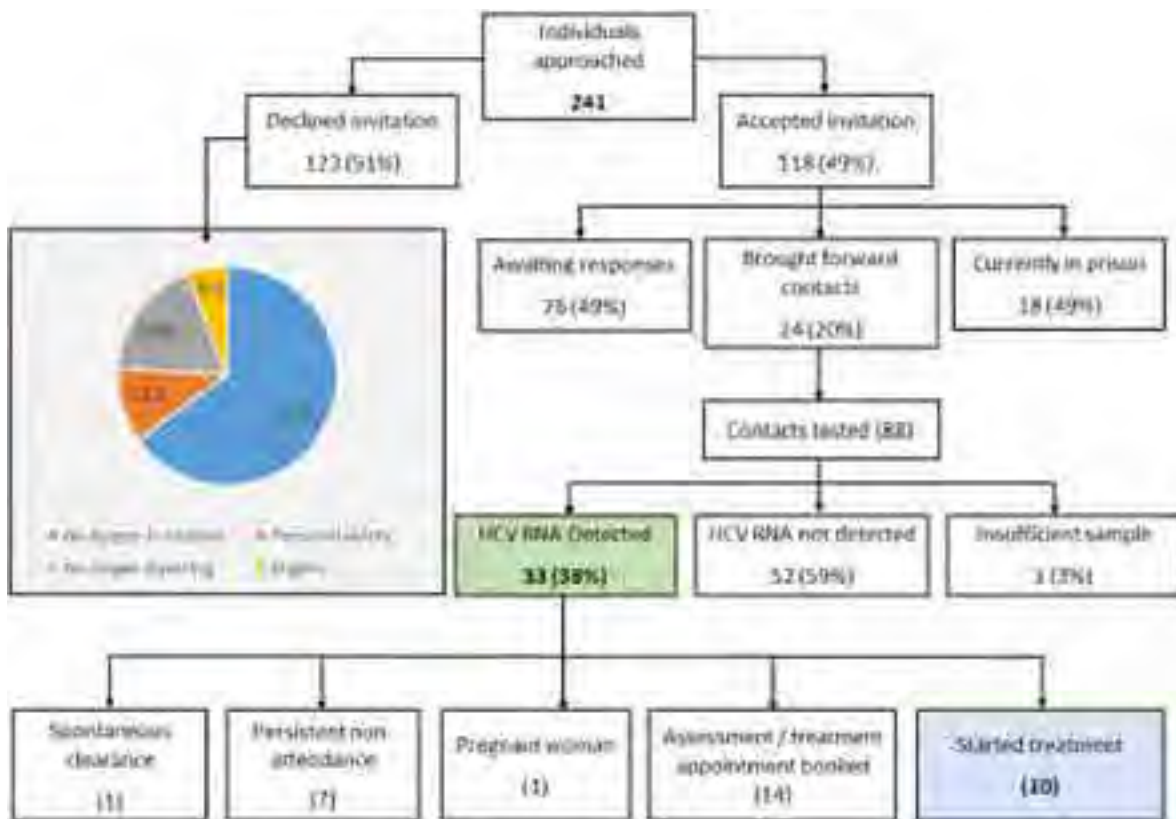 Individuals
approached
241
Declined invitation
123 (51%)
Accepted invitation
118 (49%)
Awaiting responses
76 (49%)
Brought forward
contacts
24 (20%)
Currently in prison
18 (49%)
Contacts tested (88)
HCV RNA Detected
33 (38%)
HCV RNA not detected
52 (59%)
Insufficient sample
3 (3%)
Spontaneous
clearance
(1)
Persistent non
attendance
(7)
Pregnant woman
(1)
Assessment / treatment
appointment booked
(14)
Started treatment
(10)